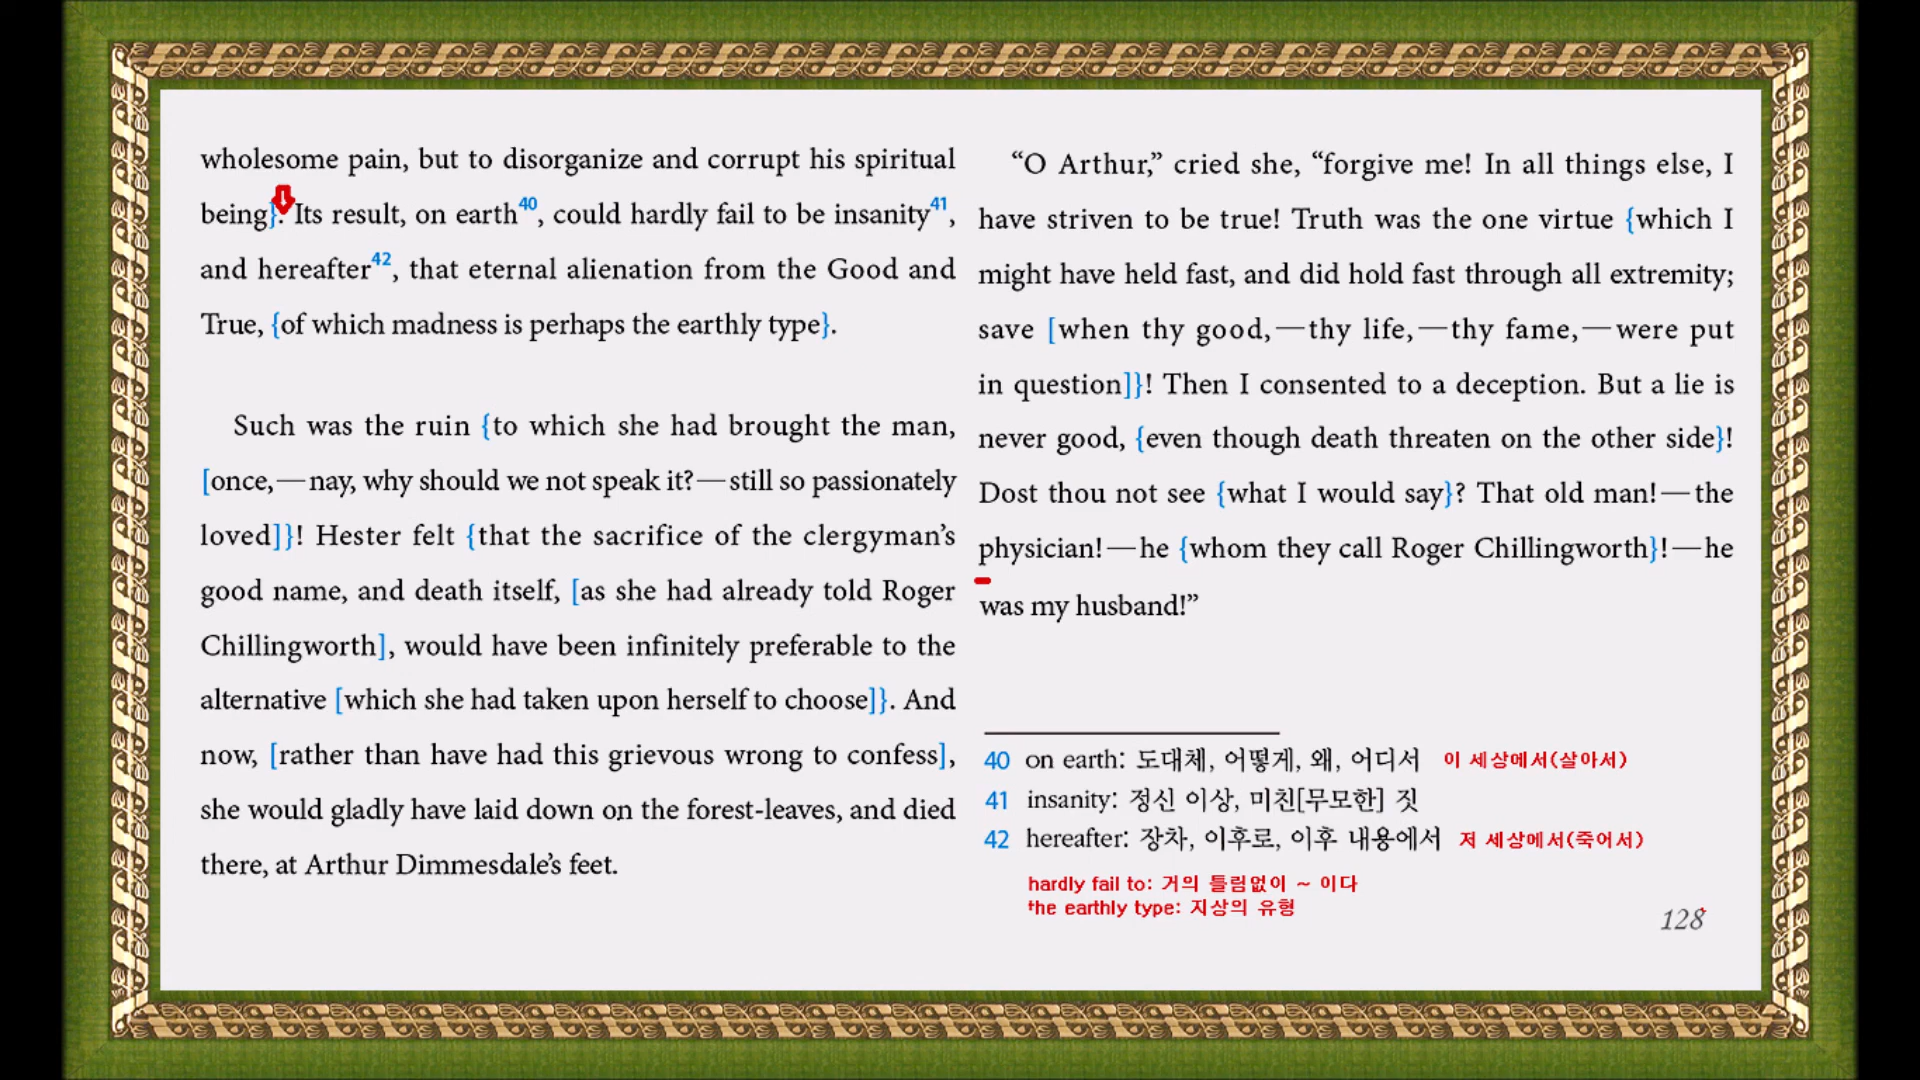 wholesome pain, but to disorganize and corrupt his spiritual
being}. Its result, on earth40, could hardly fail to be insanity41,
and hereafter42, that eternal alienation from the Good and
True, {of which madness is perhaps the earthly type}.
Such was the ruin {to which she had brought the man,
[once,—nay, why should we not speak it?—still so passionately
loved]}! Hester felt {that the sacrifice of the clergyman’s
good name, and death itself, [as she had already told Roger
Chillingworth], would have been infinitely preferable to the
alternative [which she had taken upon herself to choose]}. And
now, [rather than have had this grievous wrong to confess],
she would gladly have laid down on the forest-leaves, and died
there, at Arthur Dimmesdale’s feet.
“O Arthur,” cried she, “forgive me! In all things else, I
have striven to be true! Truth was the one virtue {which I
might have held fast, and did hold fast through all extremity;
save [when thy good,—thy life,—thy fame,—were put
in question]}! Then I consented to a deception. But a lie is
never good, {even though death threaten on the other side}!
Dost thou not see {what I would say}? That old man!—the
physician!—he {whom they call Roger Chillingworth}!—he
was my husband!”
40 on earth: 도대체, 어떻게, 왜, 어디서 이 세상에서(살아서)
41 insanity: 정신 이상, 미친[무모한] 짓
42 hereafter: 장차, 이후로, 이후 내용에서 저 세상에서(죽어서)
hardly fail to: 거의 틀림없이 ~ 이다
the earthly type: 지상의 유형
128